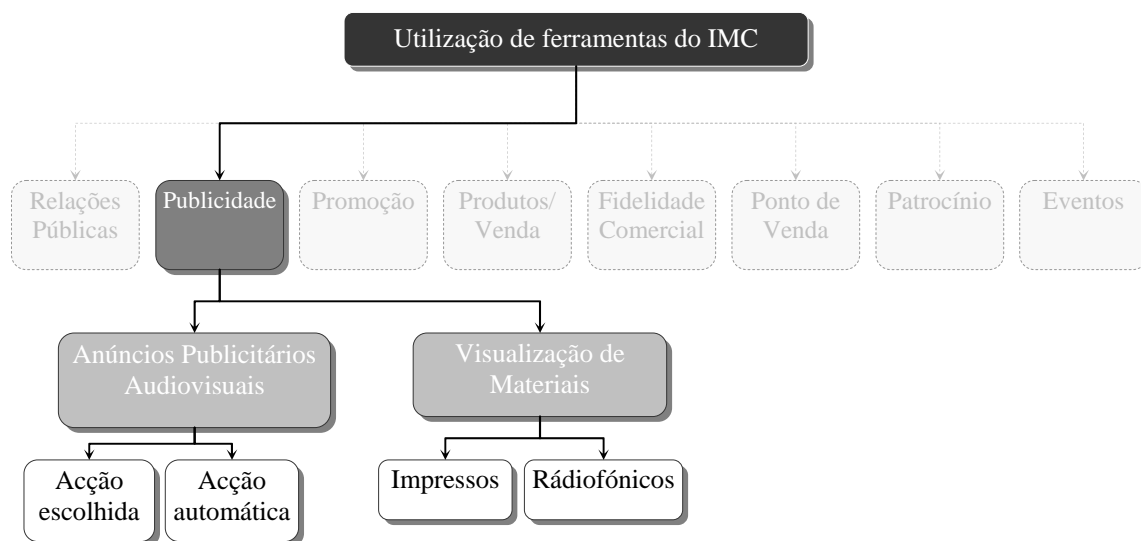 Utilização de ferramentas do IMC
Relações
Públicas
Publicidade
Promoção
Produtos/
Venda
Fidelidade
Comercial
Ponto de
Venda
Patrocínio
Eventos
Anúncios Publicitários
Audiovisuais
Visualização de
Materiais
Acção
escolhida
Acção
automática
Impressos
Rádiofónicos